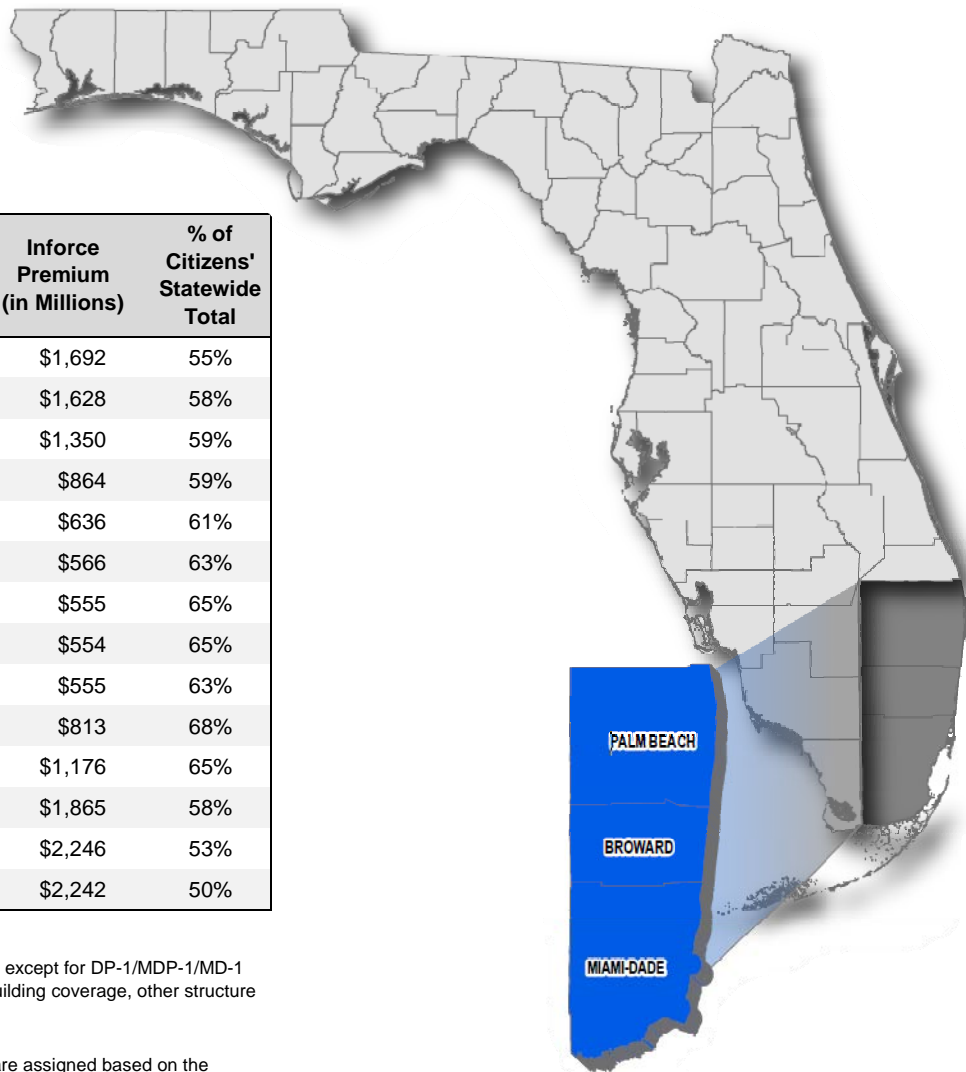 Inforce
Premium
(in Millions)
% of
Citizens'
Statewide
Total
$1,692 55%
$1,628 58%
$1,350 59%
$864 59%
$636 61%
$566 63%
$555 65%
$554 65%
$555 63%
$813 68%
$1,176 65%
$1,865 58%
$2,246 53%
$2,242 50%
PALM BEACH
BROWARD
MIAMI-DADE
except for DP-1/MDP-1/MD-1
uilding coverage, other structure
are assigned based on the